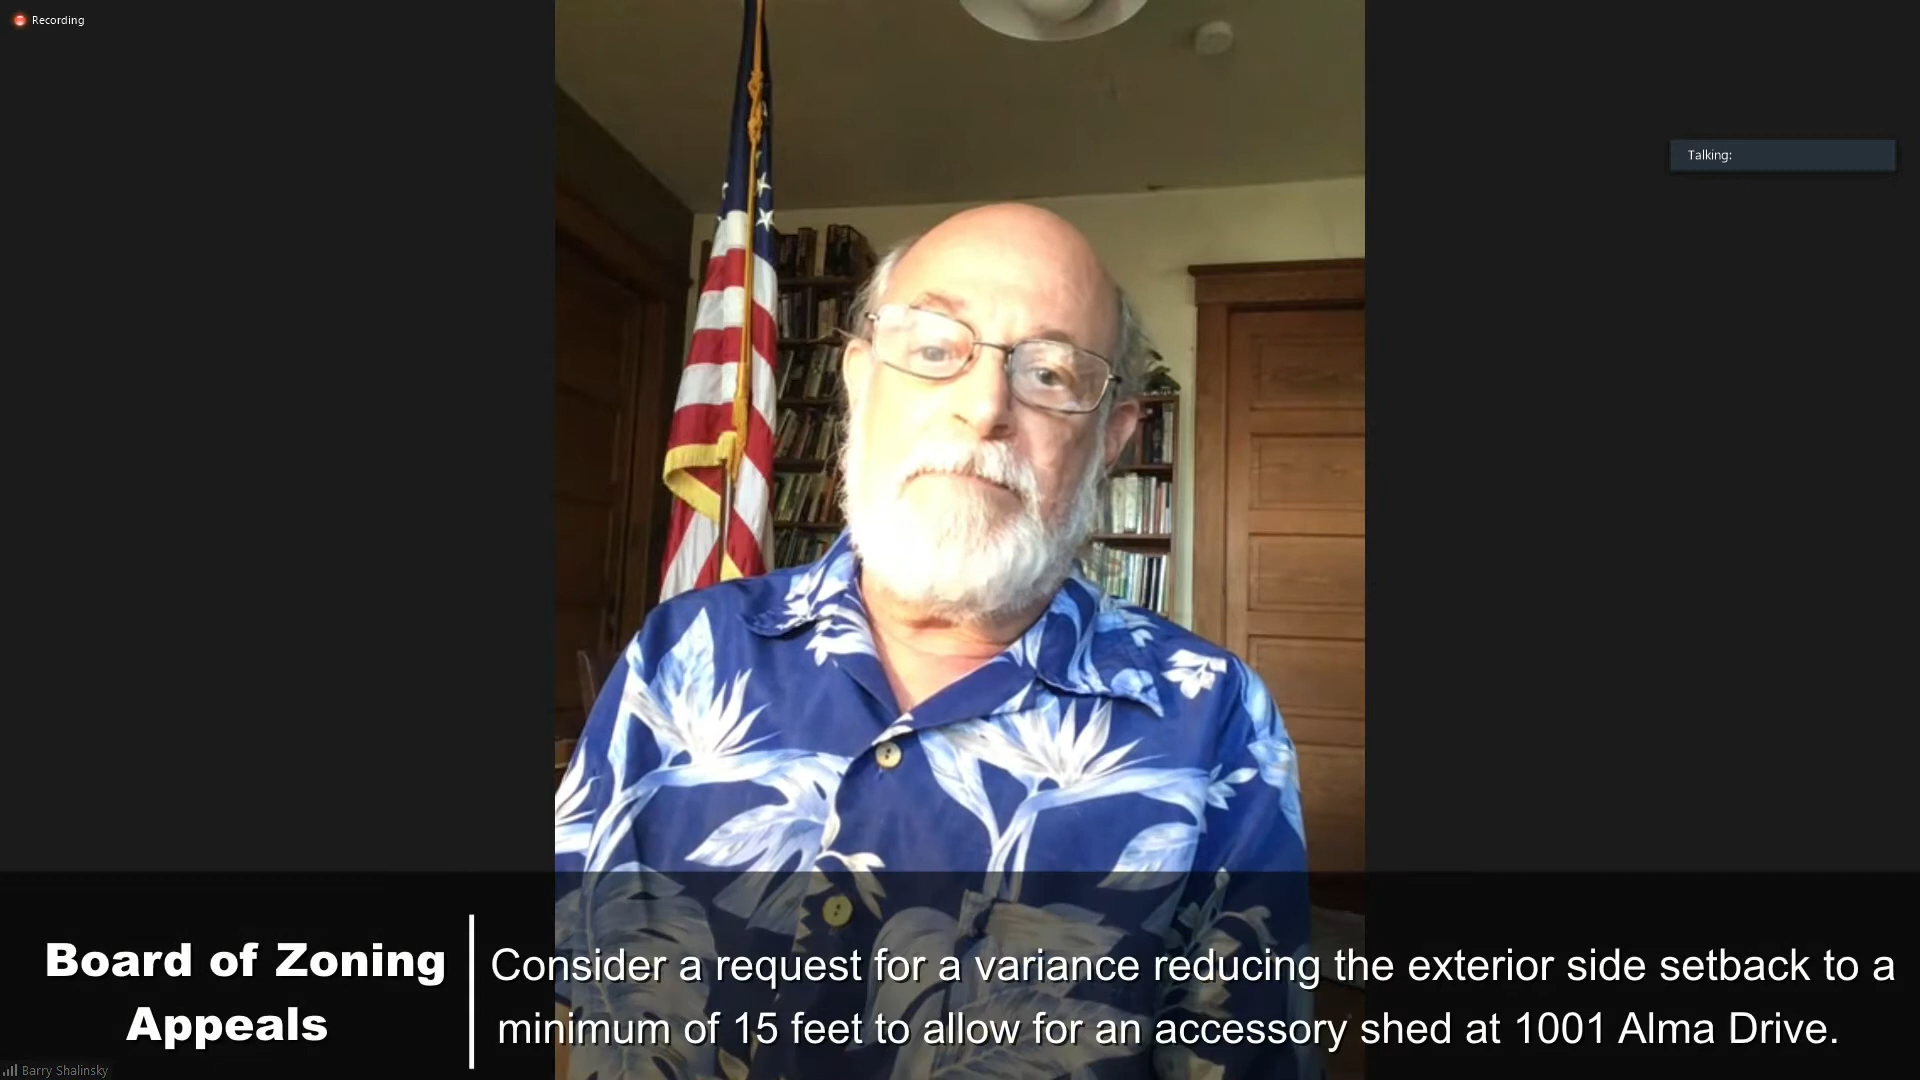 Recording
Talking:
Board of Zoning
Appeals
Consider a request for a variance reducing the exterior side setback to a
minimum of 15 feet to allow for an accessory shed at 1001 Alma Drive.
Barry Shalinsky